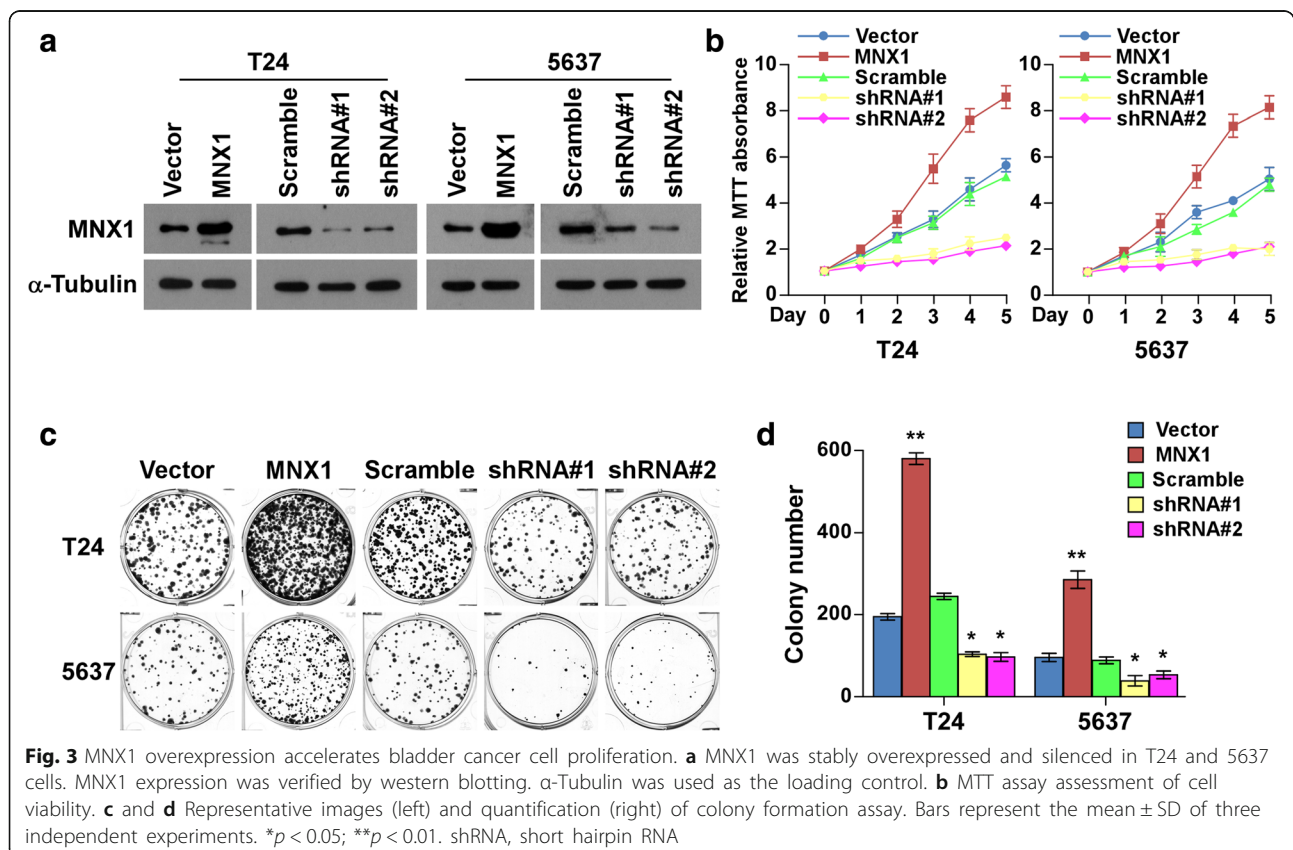 a
T24
5637
Vector
MNX1
Scramble
shRNA#1
shRNA#2
Vector
MNX1
Scramble
shRNA#1
shRNA#2
MNX1
α-Tubulin
b
Vector
MNX1
Scramble
shRNA#1
shRNA#2
Relative MTT absorbance
10
8
6
4
2
0
Day 0 1 2 3 4 5
T24
Vector
MNX1
Scramble
shRNA#1
shRNA#2
10
8
6
4
2
0
Day 0 1 2 3 4 5
5637
c
Vector MNX1 Scramble shRNA#1 shRNA#2
T24
5637
d
Vector
MNX1
Scramble
shRNA#1
shRNA#2
Colony number
600
400
200
0
** * *
** * *
T24 5637
Fig. 3 MNX1 overexpression accelerates bladder cancer cell proliferation. a MNX1 was stably overexpressed and silenced in T24 and 5637
cells. MNX1 expression was verified by western blotting. α-Tubulin was used as the loading control. b MTT assay assessment of cell
viability. c and d Representative images (left) and quantification (right) of colony formation assay. Bars represent the mean ± SD of three
independent experiments. *p < 0.05; **p < 0.01. shRNA, short hairpin RNA